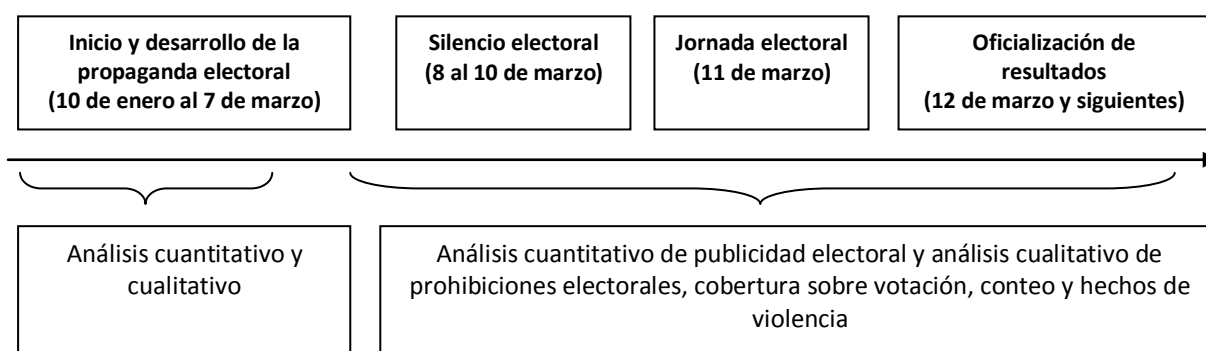 Inicio y desarrollo de la
propaganda electoral
(10 de enero al 7 de marzo)
Silencio electoral
(8 al 10 de marzo)
Jornada electoral
(11 de marzo)
Oficialización de
resultados
(12 de marzo y siguientes)
Análisis cuantitativo y
cualitativo
Análisis cuantitativo de publicidad electoral y análisis cualitativo de
prohibiciones electorales, cobertura sobre votación, conteo y hechos de
violencia